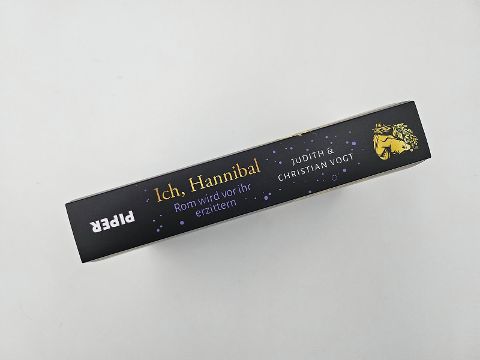 Ich, Hannibal
Rom wird vor ihr
erzittern
JUDITH &
CHRISTIAN VOGT
PIPER